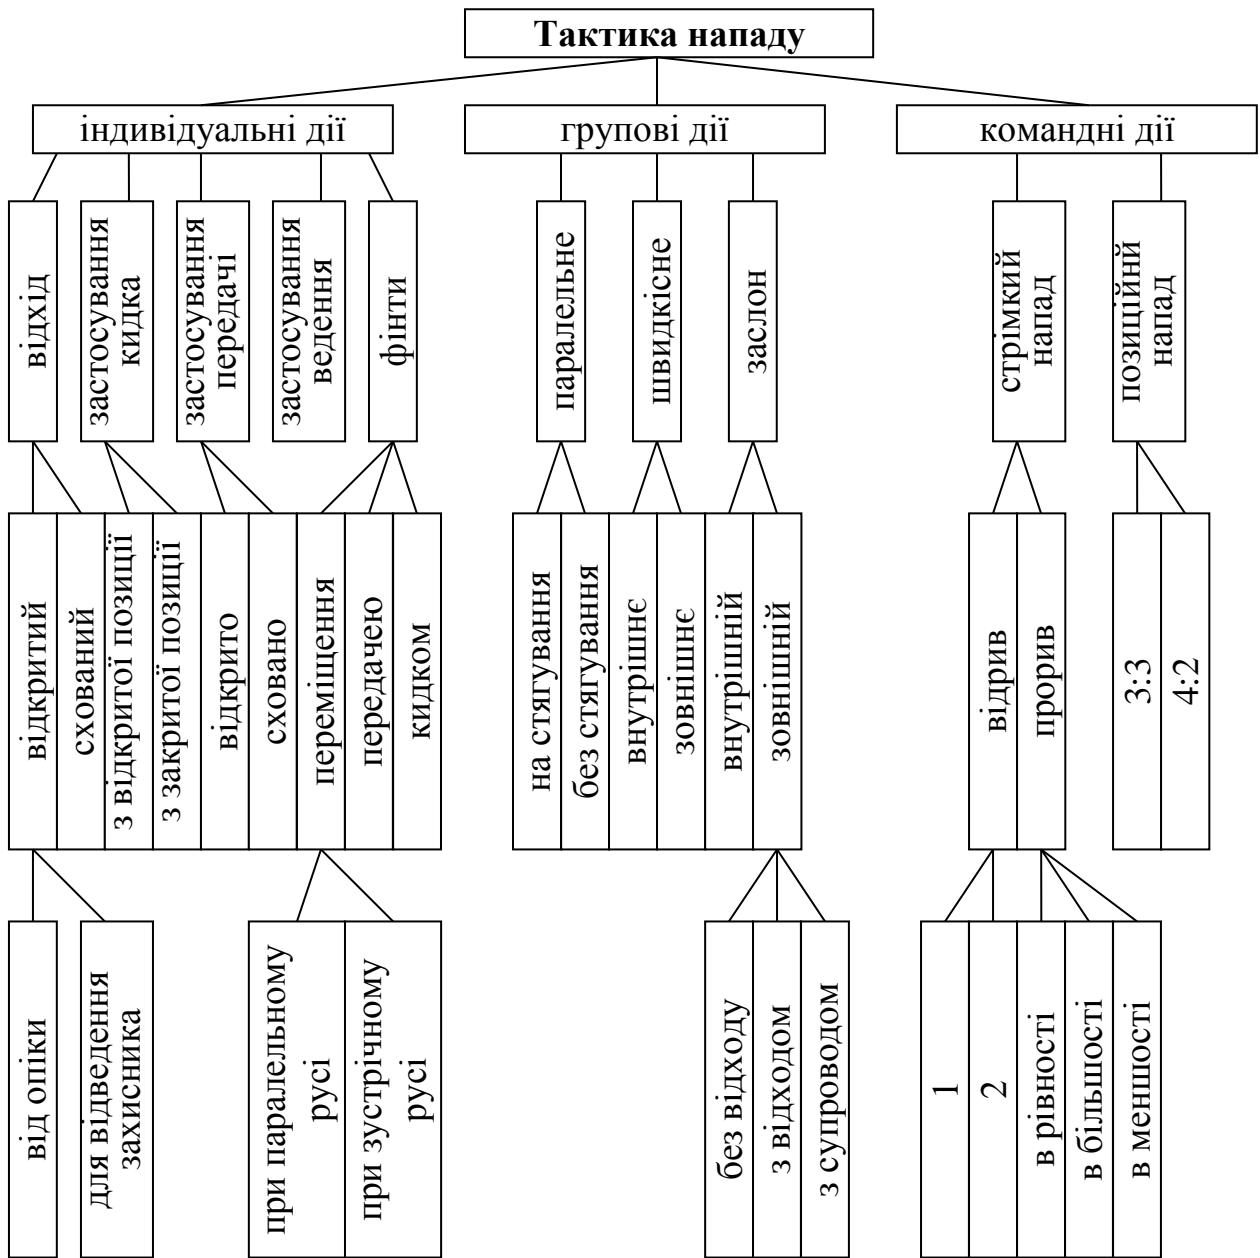 Тактика нападу
індивідуальні дії
групові дії
командні дії
відхід
застосування
кидка
застосування
передачі
застосування
ведення
фінти
паралельне
швидкісне
заслон
стрімкий
напад
позиційнй
напад
відкритий
схований
з відкритої позиції
з закритої позиції
відкрито
сховано
переміщення
передачею
кидком
на стягування
без стягування
внутрішнє
зовнішнє
внутрішній
зовнішній
відрив
прорив
3:3
4:2
від опіки
для відведення
захисника
при паралельному
русі
при зустрічному
русі
без відходу
з відходом
з супроводом
1
2
в рівності
в більшості
в меншості